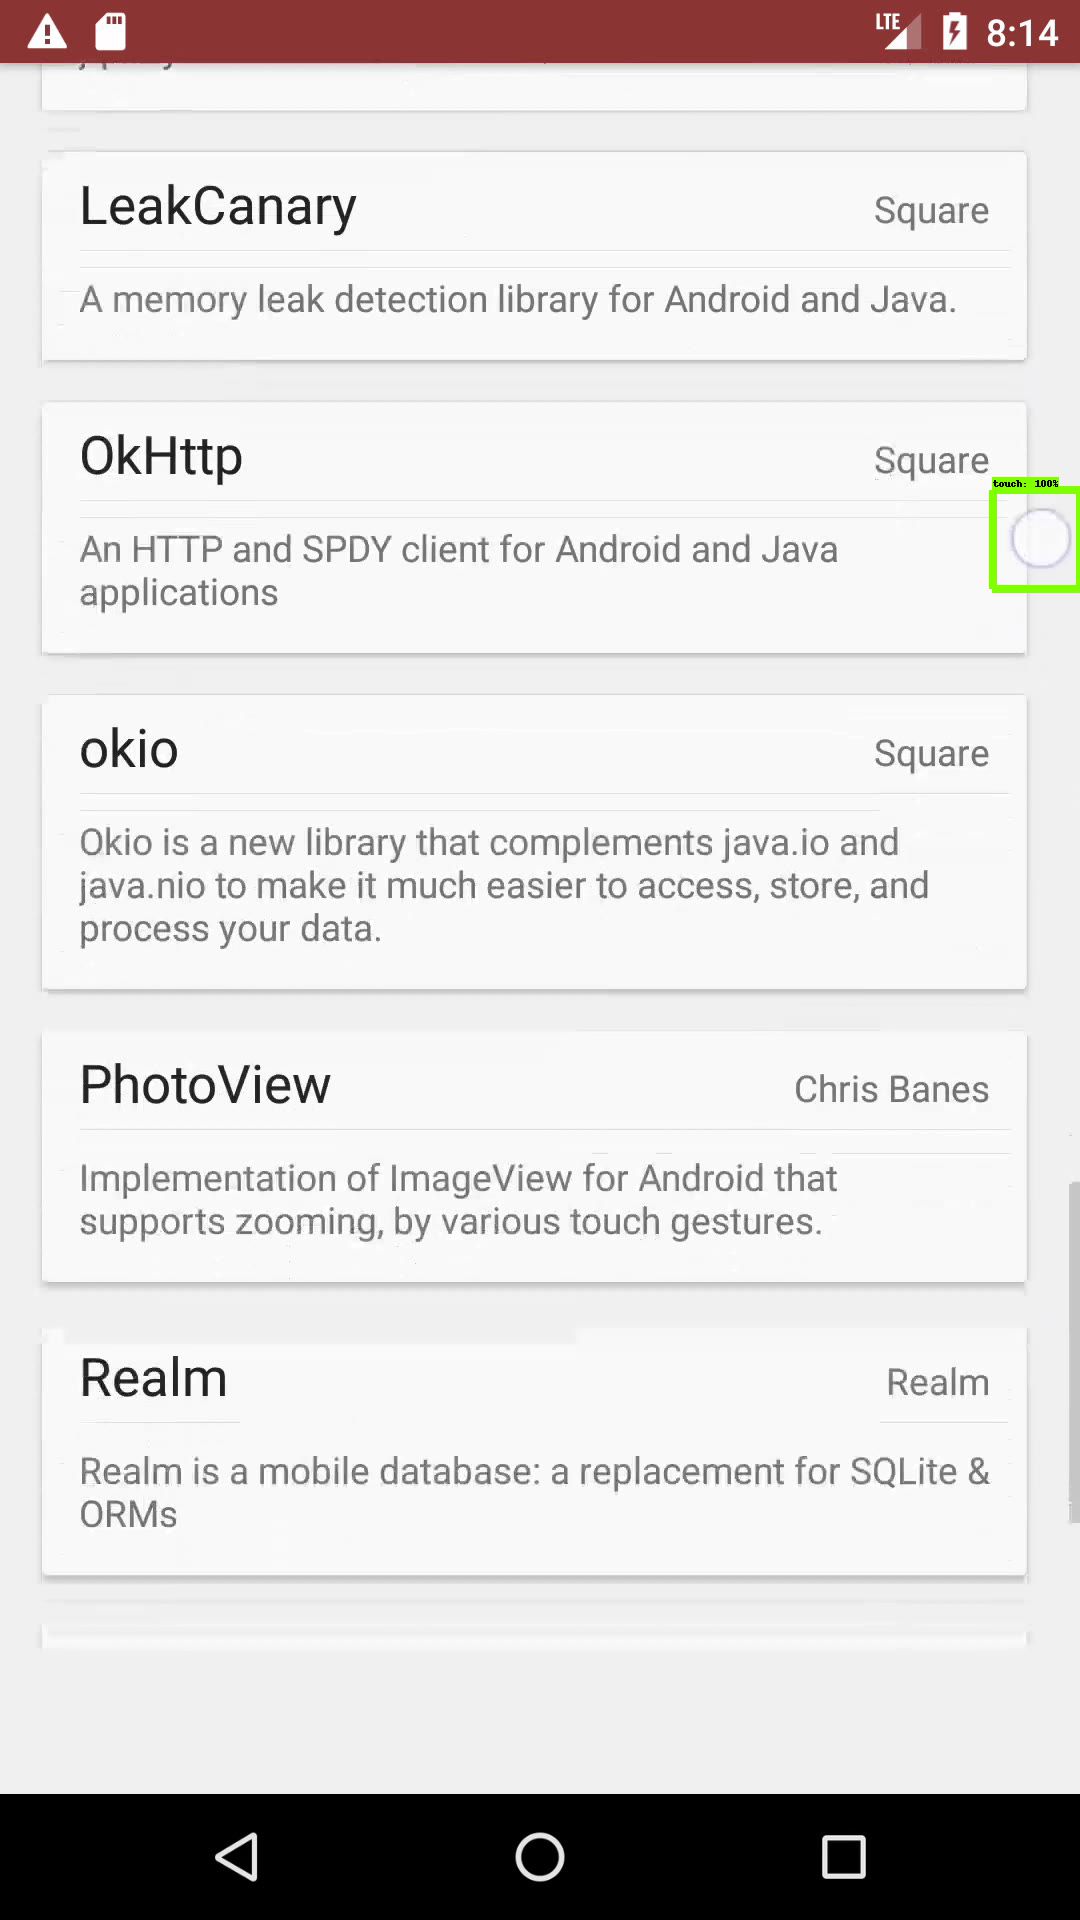 LTE 8:14
LeakCanary
Square
A memory leak detection library for Android and Java.
OkHttp
Square
touch: 100%
An HTTP and SPDY client for Android and Java
applications
okio
Square
Okio is a new library that complements java.io and
java.nio to make it much easier to access, store, and
process your data.
PhotoView
Chris Banes
Implementation of ImageView for Android that
supports zooming, by various touch gestures.
Realm
Realm
Realm is a mobile database: a replacement for SQLite &
ORMs